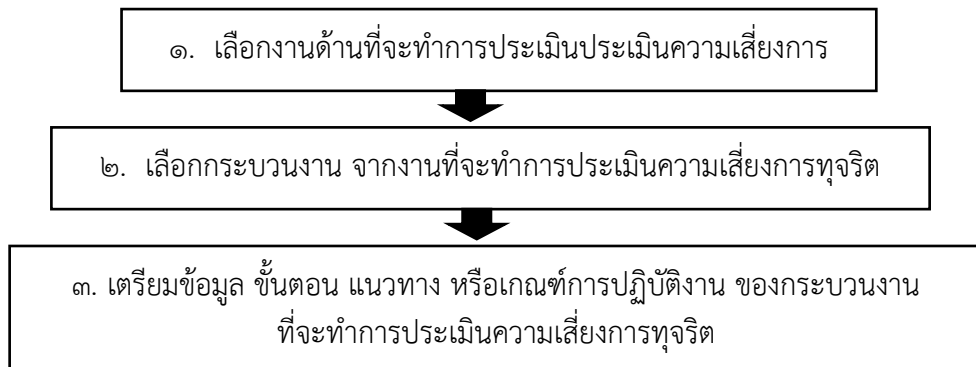 ๑. เลือกงานด้านที่จะทำการประเมินประเมินความเสี่ยงการ
๒. เลือกกระบวนงาน จากงานที่จะทำการประเมินความเสี่ยงการทุจริต
๓. เตรียมข้อมูล ขั้นตอน แนวทาง หรือเกณฑ์การปฏิบัติงาน ของกระบวนงาน
ที่จะทำการประเมินความเสี่ยงการทุจริต